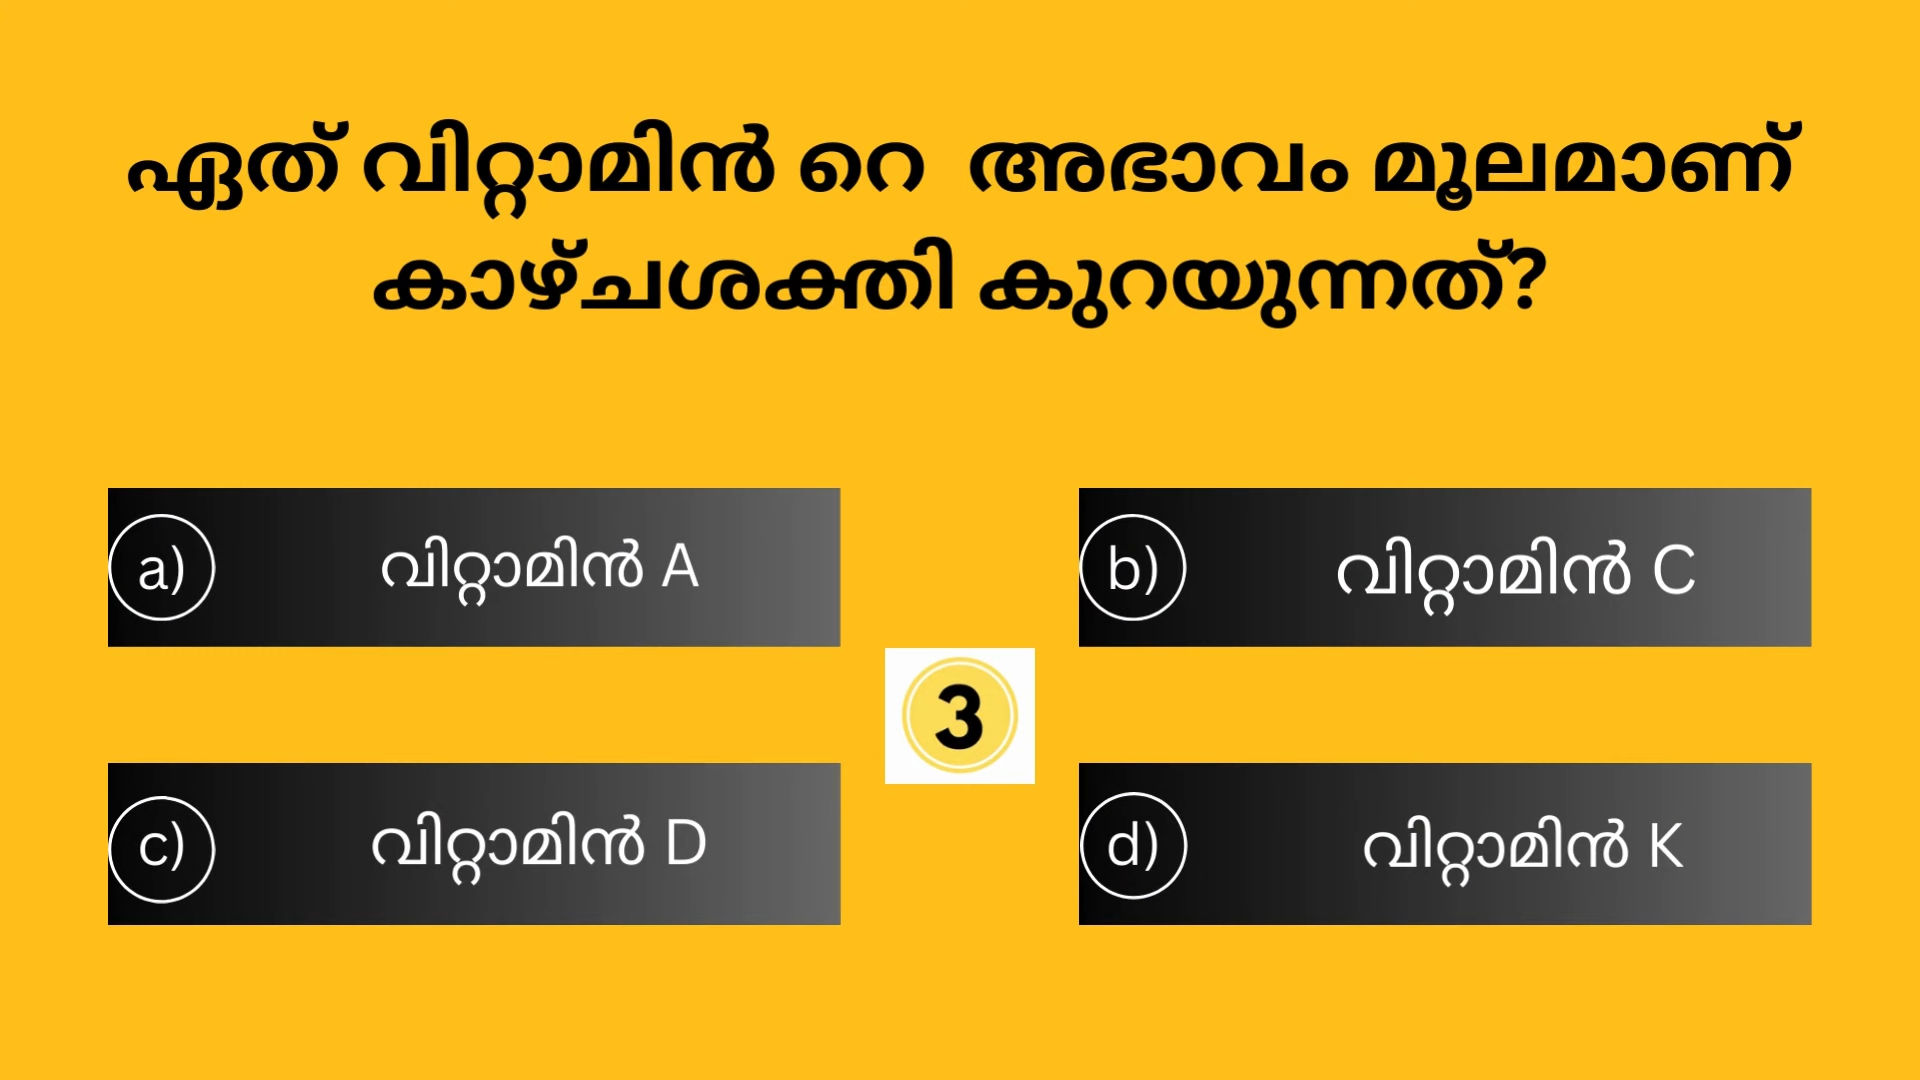 ഏത് വിറ്റാമിൻ റെ അഭാവം മൂലമാണ്
കാഴ്ചശക്തി കുറയുന്നത്?
a) വിറ്റാമിൻ A
b) വിറ്റാമിൻ C
3
c) വിറ്റാമിൻ D
d) വിറ്റാമിൻ K